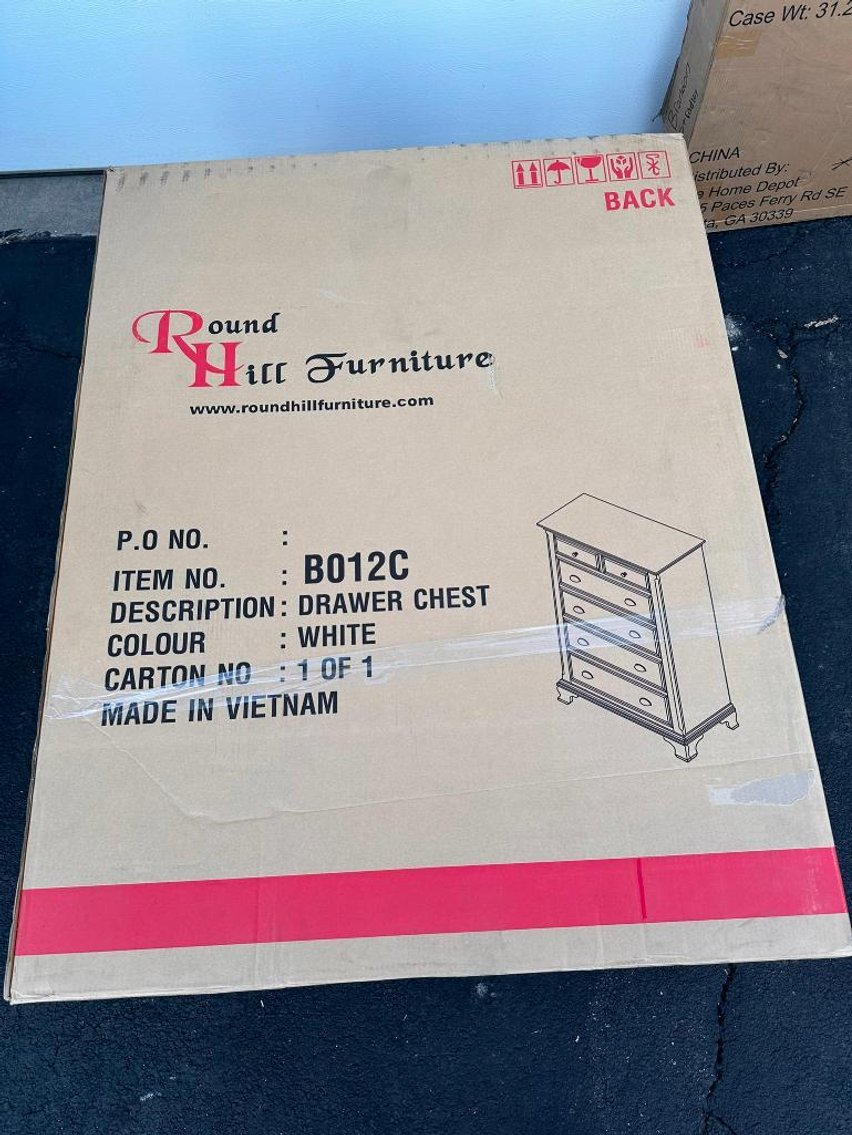 Case Wt: 31.2
CHINA
istributed By:
e Home Depot
5 Paces Ferry Rd SE
ta, GA 30339
BACK
Round
Hill Furniture
www.roundhillfurniture.com
P.O NO. :
ITEM NO. : B012C
DESCRIPTION : DRAWER CHEST
COLOUR : WHITE
CARTON NO : 1 OF 1
MADE IN VIETNAM